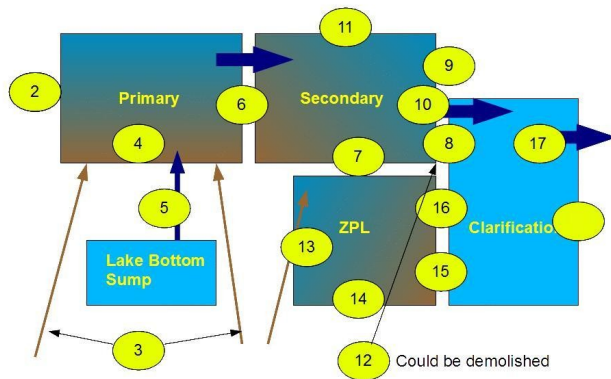 11
2
9
Primary
6
Secondary
10
4
8
17
7
5
16
13
ZPL
Clarificatio
Lake Bottom
Sump
15
14
3
12
Could be demolished